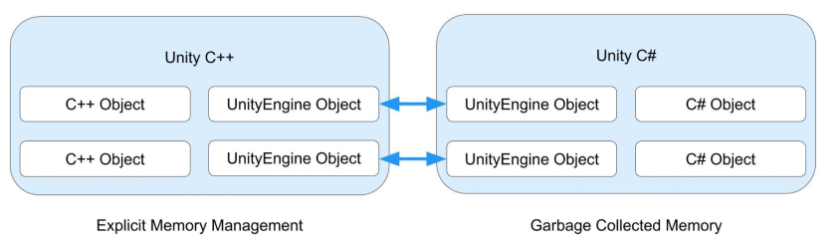 Unity C++
C++ Object
UnityEngine Object
C++ Object
UnityEngine Object
Explicit Memory Management
Unity C#
UnityEngine Object
C# Object
UnityEngine Object
C# Object
Garbage Collected Memory